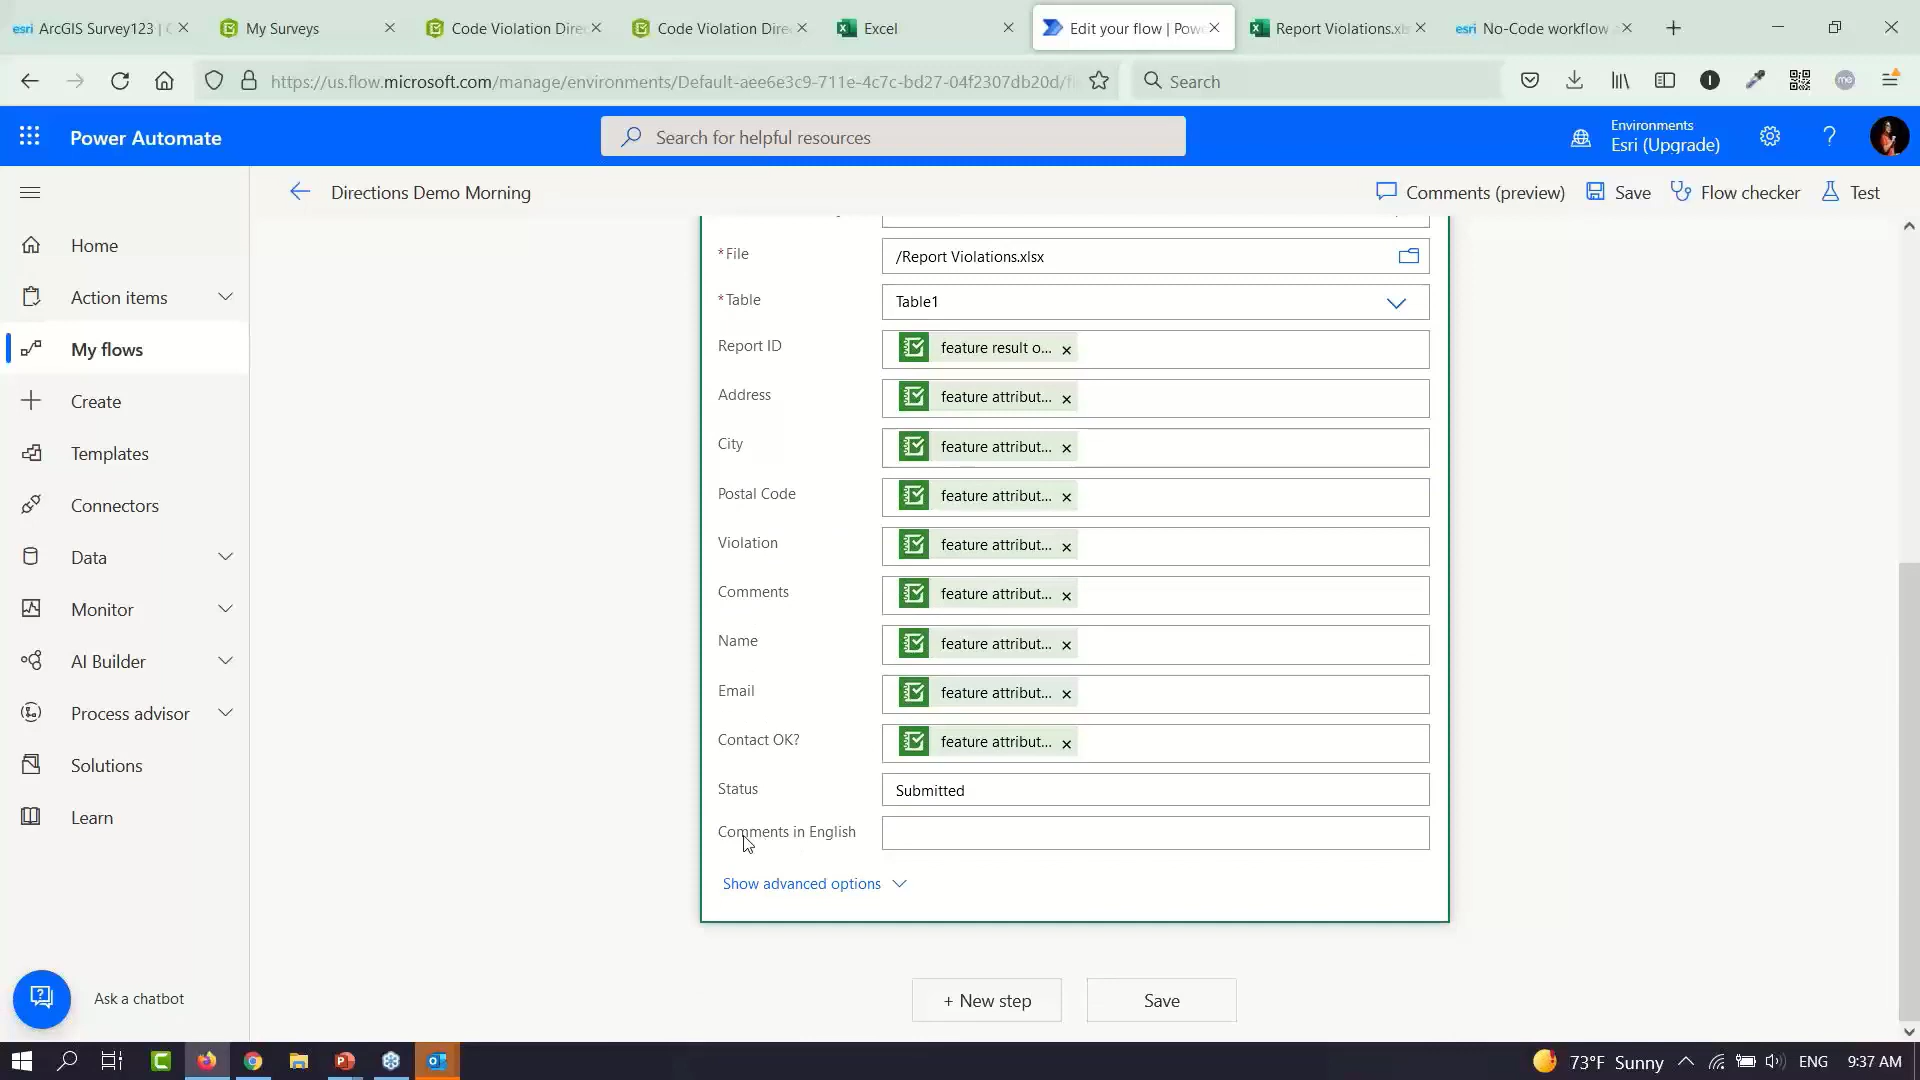 esri ArcGIS Survey123 |
My Surveys
Code Violation Dire
Code Violation Dire
Excel
Edit your flow | Pow
Report Violations.xls
esri No-Code workflow
https://us.flow.microsoft.com/manage/environments/Default-aee6e3c9-711e-4c7c-bd27-04f2307db20d/fl
Search
Power Automate
Search for helpful resources
Environments
Esri (Upgrade)
Directions Demo Morning
Comments (preview)
Save
Flow checker
Test
Home
Action items
My flows
Create
Templates
Connectors
Data
Monitor
AI Builder
Process advisor
Solutions
Learn
Ask a chatbot
*File
/Report Violations.xlsx
*Table
Table1
Report ID
feature result o... ×
Address
feature attribut... ×
City
feature attribut... ×
Postal Code
feature attribut... ×
Violation
feature attribut... ×
Comments
feature attribut... ×
Name
feature attribut... ×
Email
feature attribut... ×
Contact OK?
feature attribut... ×
Status
Submitted
Comments in English
Show advanced options
+ New step
Save
73°F Sunny
ENG
9:37 AM